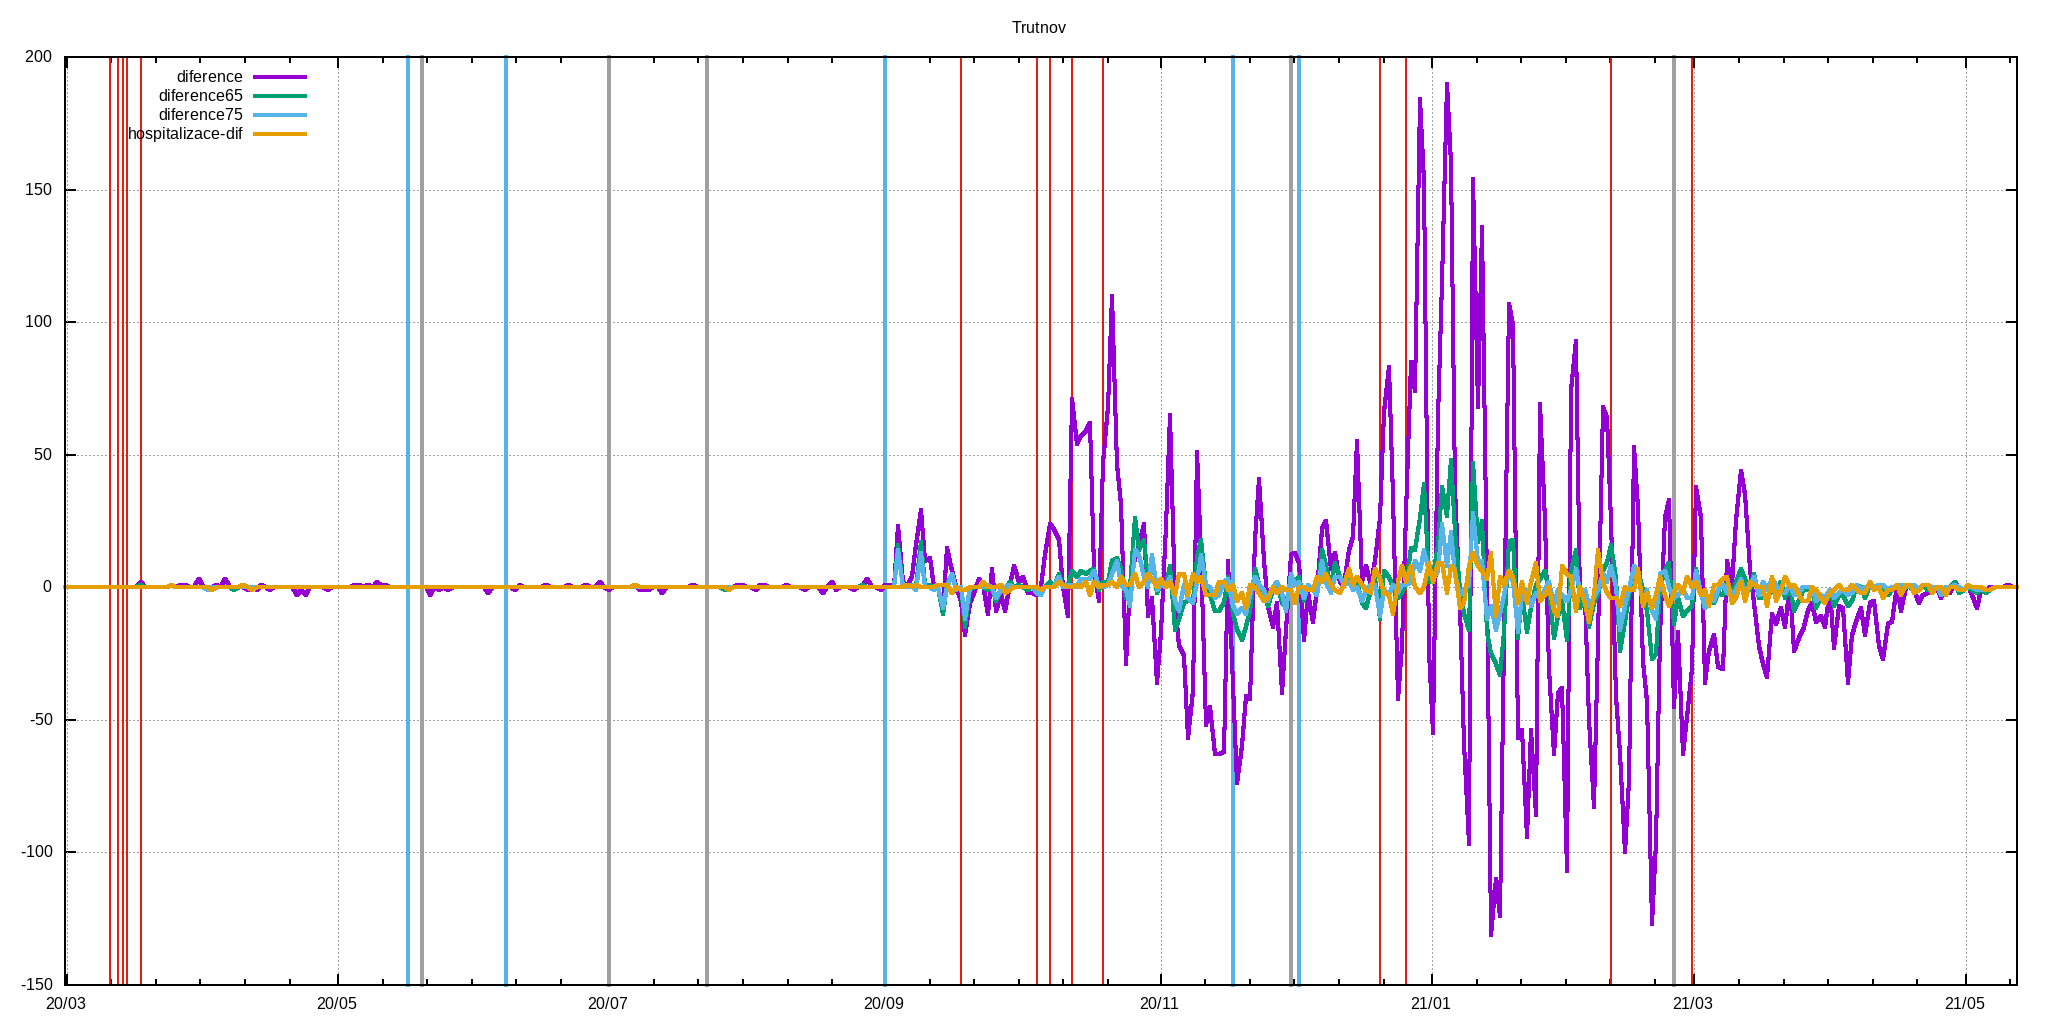 Trutnov
200
150
100
50
0
-50
-100
-150
diference
diference65
diference75
hospitalizace-dif
20/03 20/05 20/07 20/09 20/11 21/01 21/03 21/05